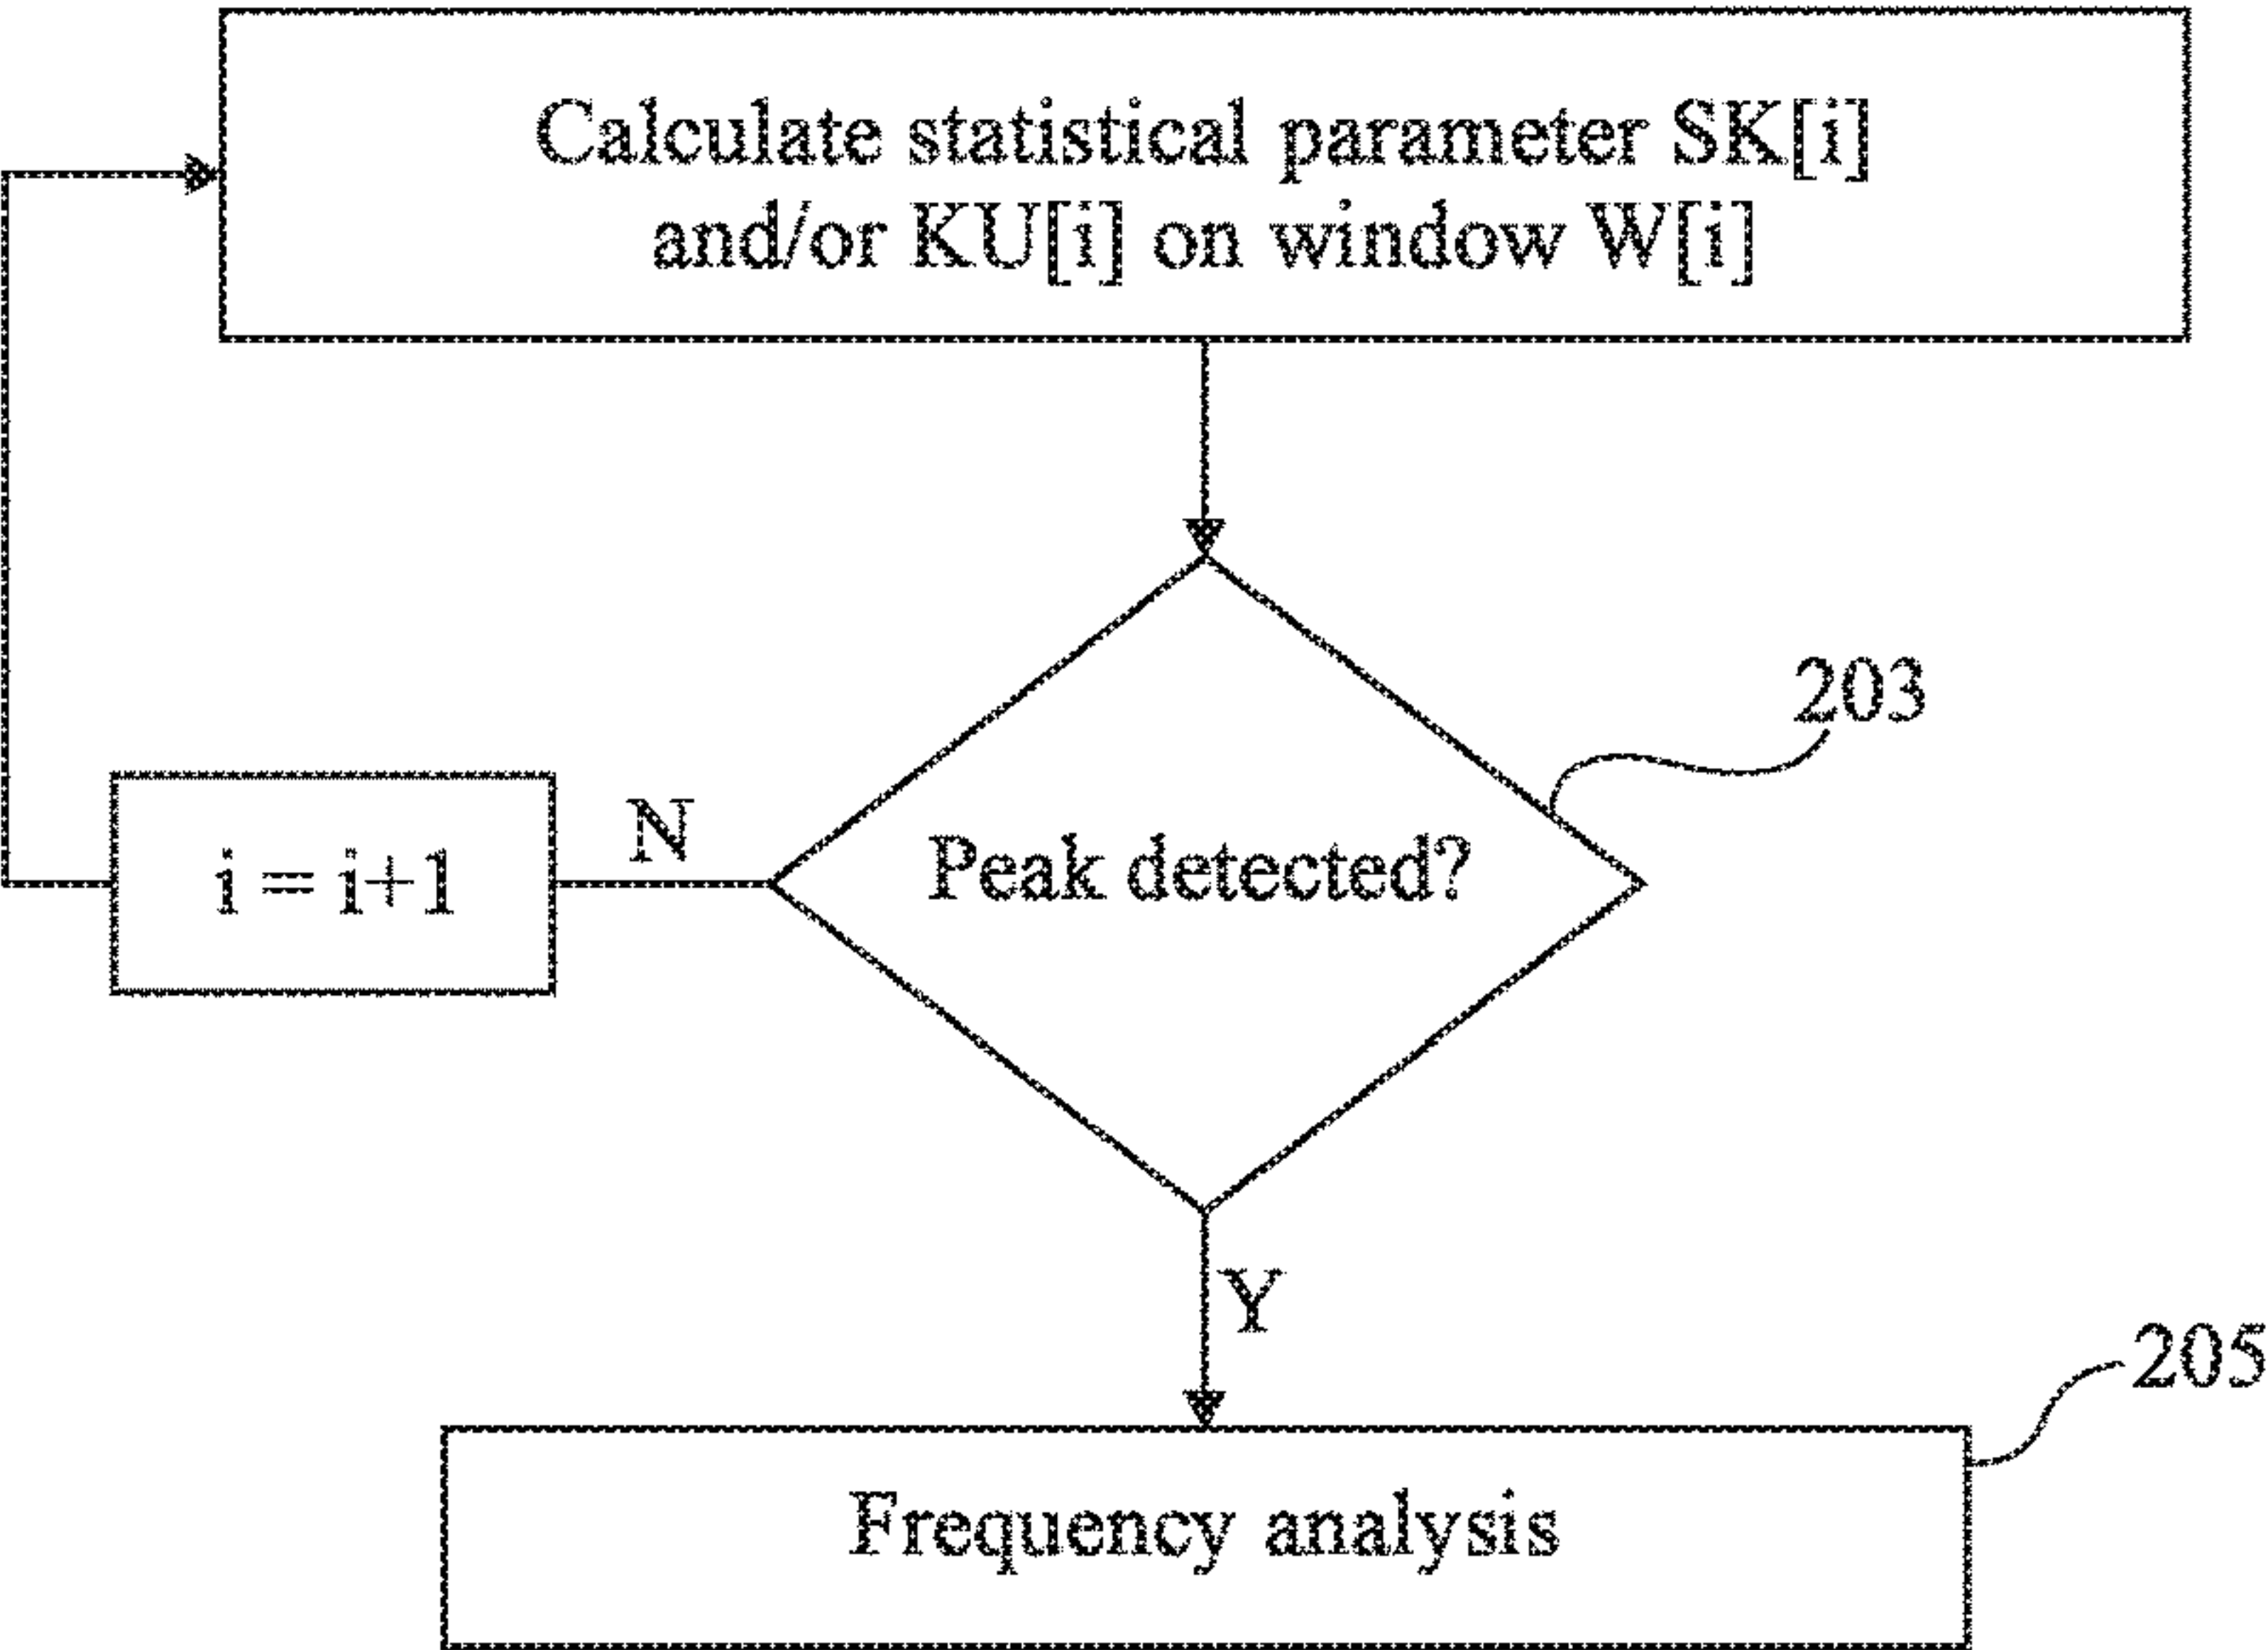 Calculate statistical parameter SK[i]
and/or KU[i] on window W[i]
203
N
i = i+1
Peak detected?
Y
205
Frequency analysis